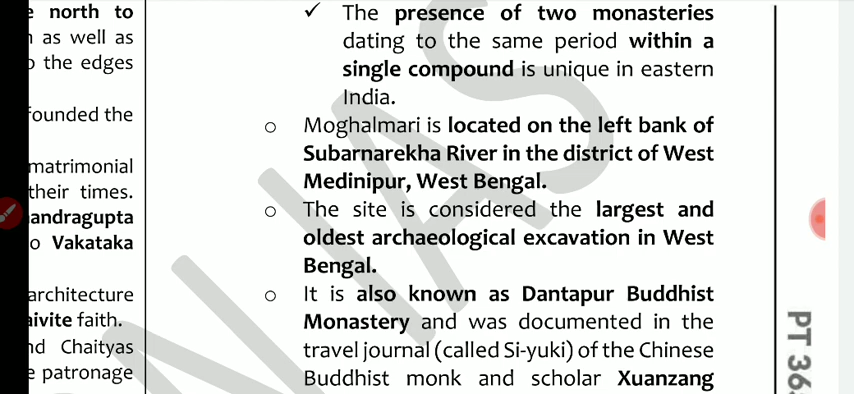 north to
as well as
the edges
founded the
matrimonial
their times.
andragupta
o Vakataka
architecture
aivite faith.
nd Chaityas
e patronage
✓ The presence of two monasteries
dating to the same period within a
single compound is unique in eastern
India.
○ Moghalmari is located on the left bank of
Subarnarekha River in the district of West
Medinipur, West Bengal.
○ The site is considered the largest and
oldest archaeological excavation in West
Bengal.
○ It is also known as Dantapur Buddhist
Monastery and was documented in the
travel journal (called Si-yuki) of the Chinese
Buddhist monk and scholar Xuanzang
PT 36
N IAS